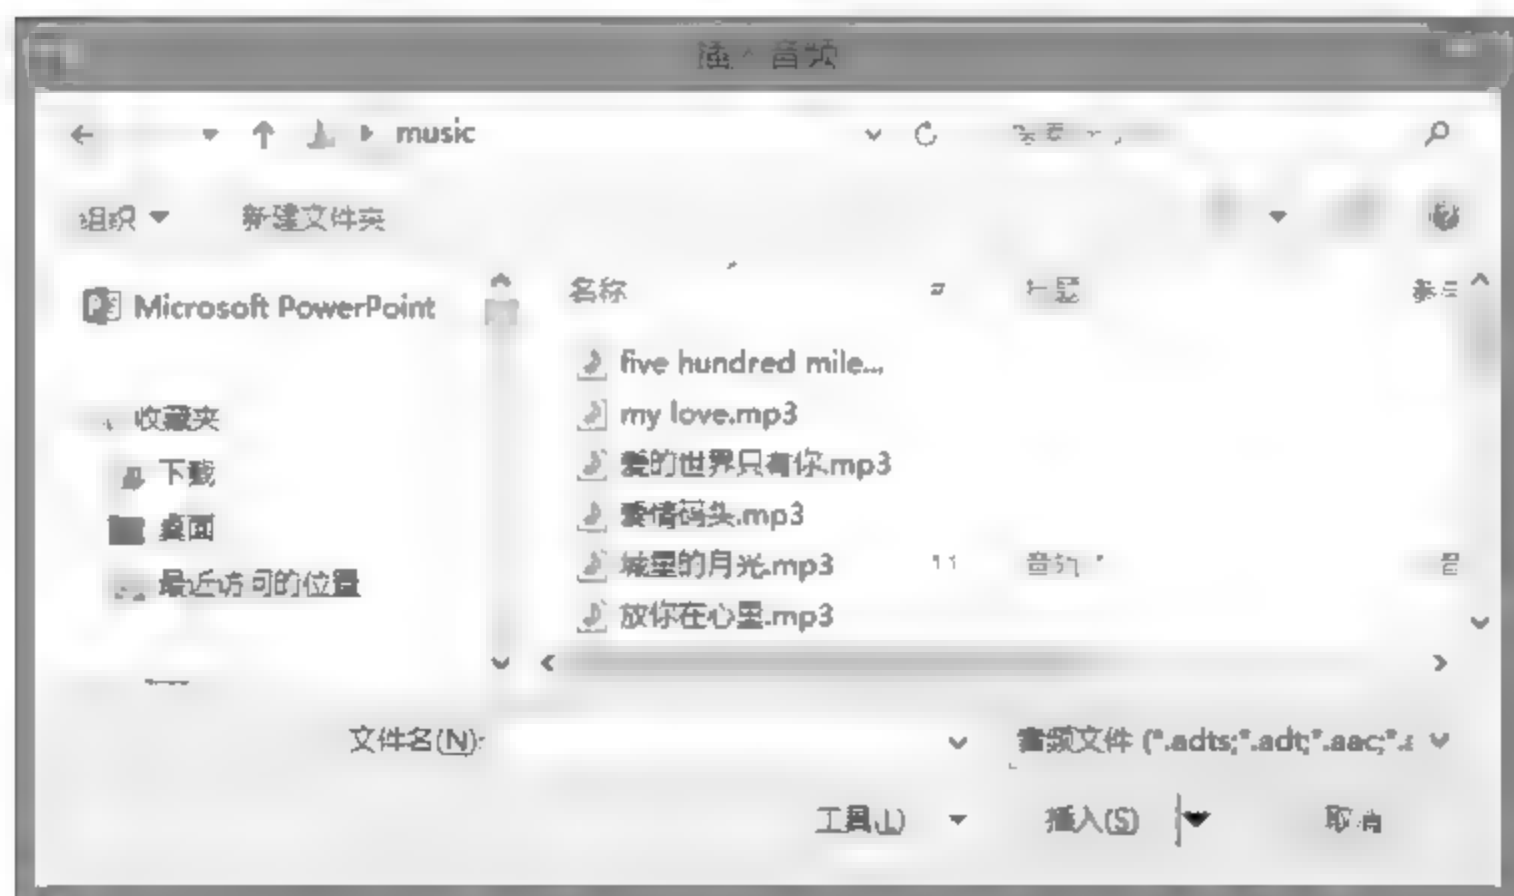 插入音频
music
组织 新建文件夹
Microsoft PowerPoint
收藏夹
下载
桌面
最近访问的位置
名称 # 标题
five hundred mile...
my love.mp3
爱的世界只有你.mp3
爱情码头.mp3
城里的月光.mp3 11
放你在心里.mp3
文件名(N):
音频文件 (*.adts;*.adt;*.aac;*.a
工具(L) 插入(S) 取消